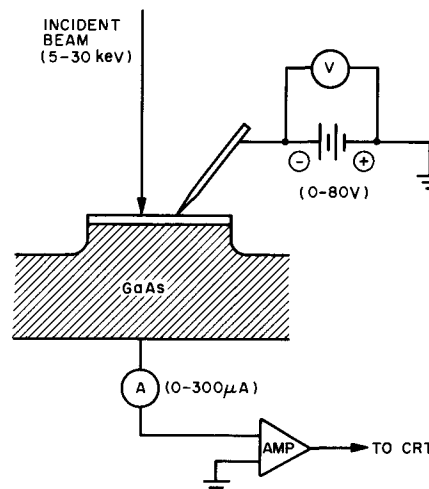 INCIDENT
BEAM
(5-30 keV)
V
- +
(0-80V)
GaAs
A (0-300μA)
AMP TO CRT